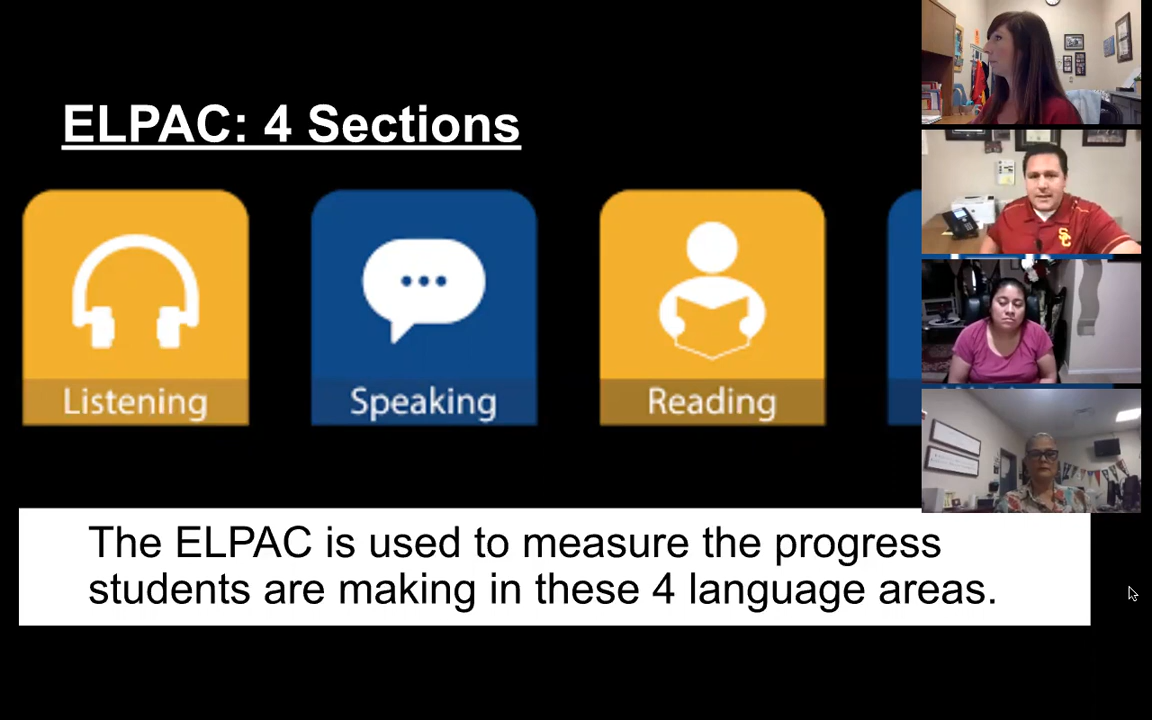 ELPAC: 4 Sections
Listening
Speaking
Reading
SC
The ELPAC is used to measure the progress
students are making in these 4 language areas.